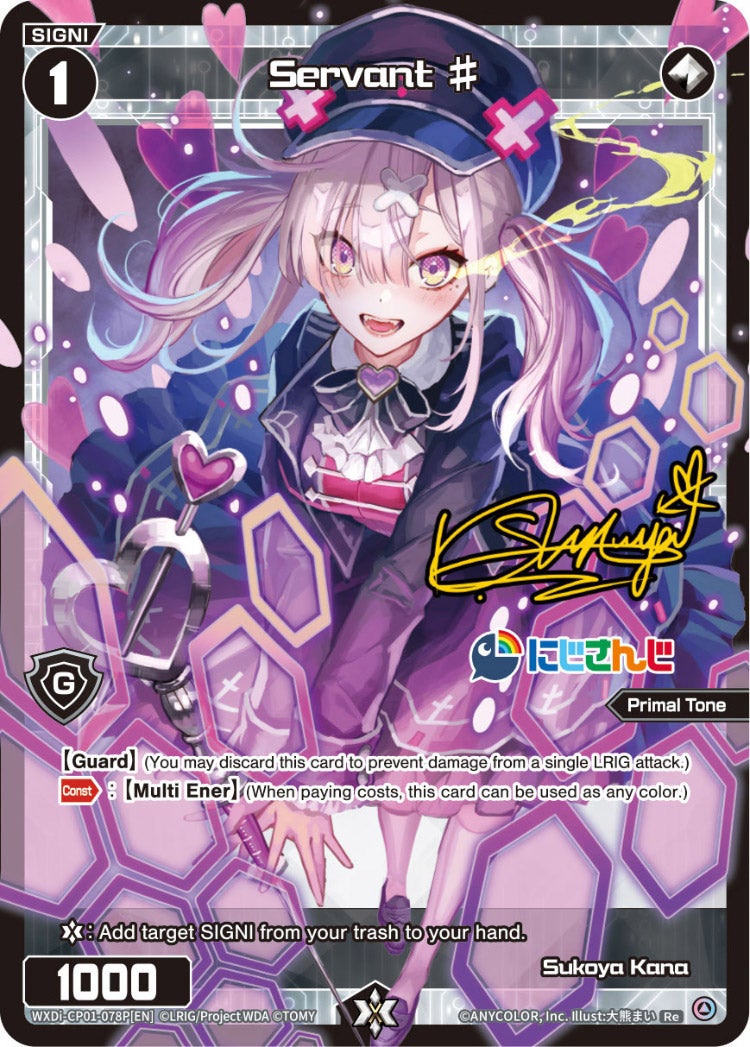 SIGNI
1
Servant #
K. Sukoya
にじさんじ
G
Primal Tone
【Guard】 (You may discard this card to prevent damage from a single LRIG attack.)
Const : 【Multi Ener】 (When paying costs, this card can be used as any color.)
: Add target SIGNI from your trash to your hand.
Sukoya Kana
1000
WXDi-CP01-078P[EN] ©LRIG/Project WDA ©TOMY
©ANYCOLOR, Inc. Illust:大熊まい Re